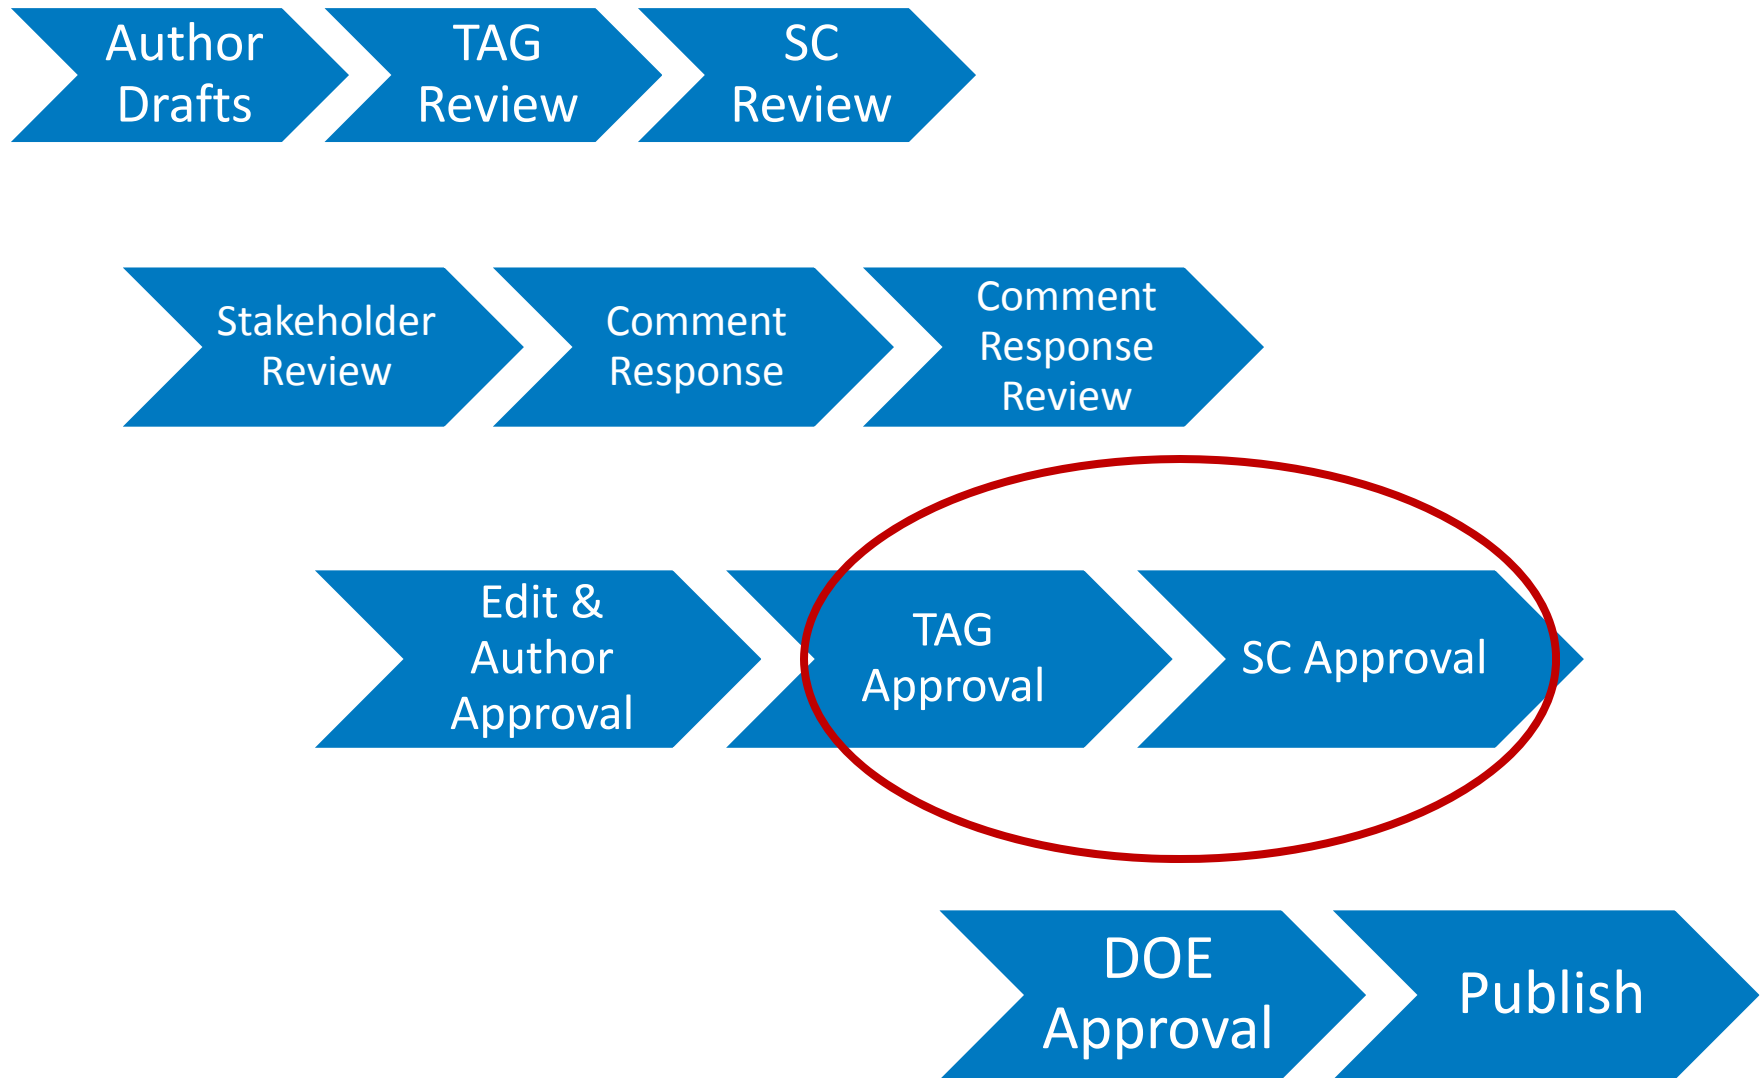 Author
Drafts
TAG
Review
SC
Review
Stakeholder
Review
Comment
Response
Comment
Response
Review
Edit &
Author
Approval
TAG
Approval
SC Approval
DOE
Approval
Publish